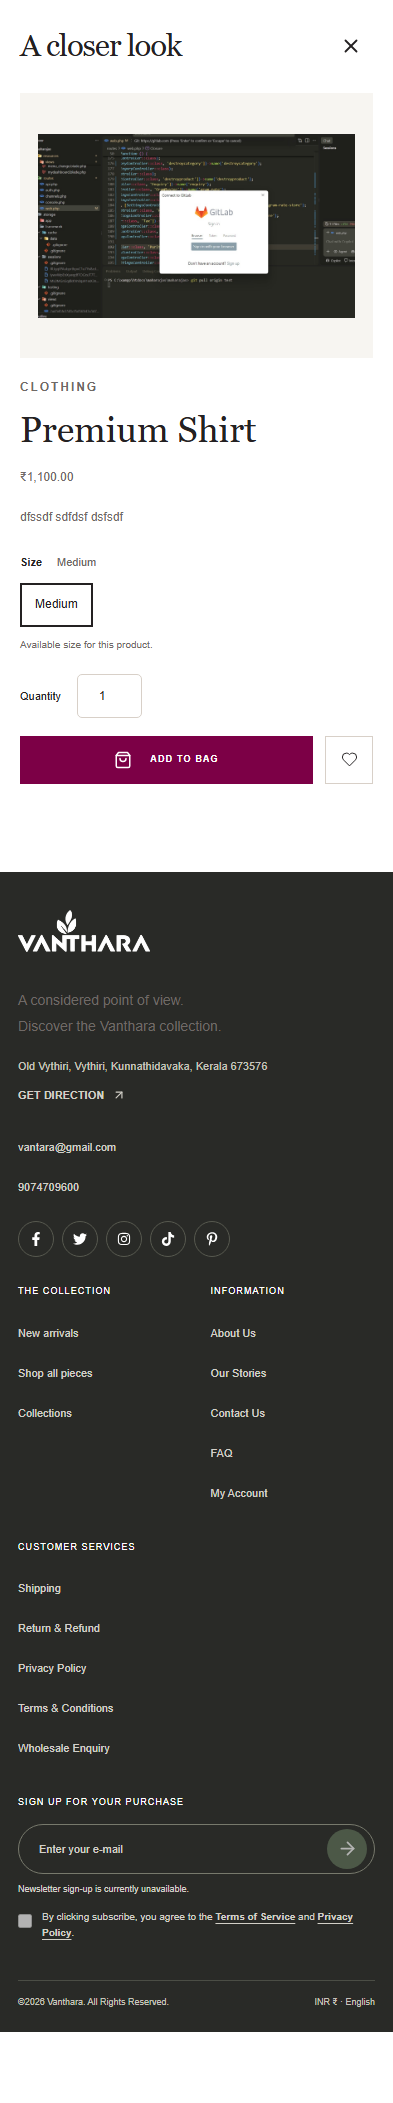 A closer look
GitLab
CLOTHING
Premium Shirt
₹1,100.00
dfssdf sdfdsf dsfsdf
Size Medium
Medium
Available size for this product.
Quantity 1
ADD TO BAG
VANTHARA
A considered point of view.
Discover the Vanthara collection.
Old Vythiri, Vythiri, Kunnathidavaka, Kerala 673576
GET DIRECTION
vantara@gmail.com
9074709600
THE COLLECTION
New arrivals
Shop all pieces
Collections
INFORMATION
About Us
Our Stories
Contact Us
FAQ
My Account
CUSTOMER SERVICES
Shipping
Return & Refund
Privacy Policy
Terms & Conditions
Wholesale Enquiry
SIGN UP FOR YOUR PURCHASE
Enter your e-mail
Newsletter sign-up is currently unavailable.
By clicking subscribe, you agree to the Terms of Service and Privacy
Policy.
©2026 Vanthara. All Rights Reserved.
INR ₹ · English